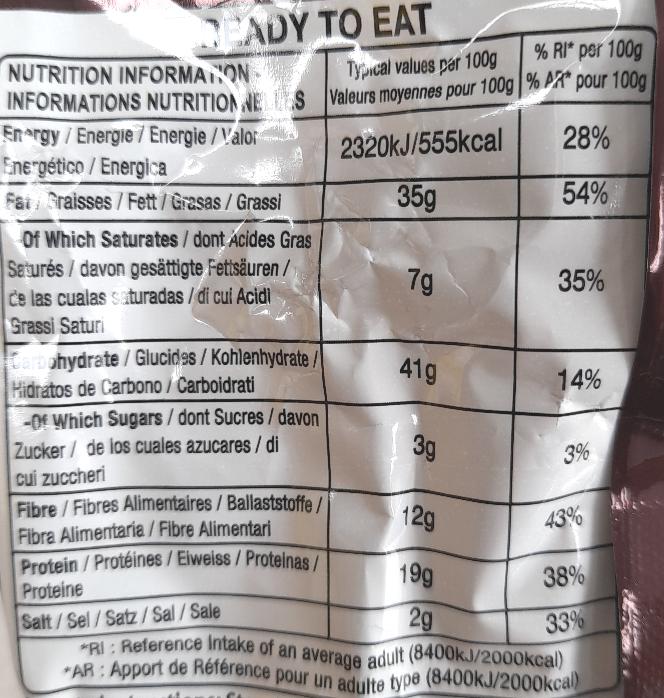 READY TO EAT
NUTRITION INFORMATION
INFORMATIONS NUTRITIONNELLES
Typical values per 100g
Valeurs moyennes pour 100g
% RI* per 100g
% AR* pour 100g
Energy / Energie / Energie / Valor
Energético / Energica
2320kJ/555kcal
28%
Fat / Graisses / Fett / Grasas / Grassi
35g
54%
-Of Which Saturates / dont Acides Gras
Saturés / davon gesättigte Fettsäuren /
de las cualas saturadas / di cui Acidi
Grassi Saturi
7g
35%
Carbohydrate / Glucides / Kohlenhydrate /
Hidratos de Carbono / Carboidrati
41g
14%
-Of Which Sugars / dont Sucres / davon
Zucker / de los cuales azucares / di
cui zuccheri
3g
3%
Fibre / Fibres Alimentaires / Ballaststoffe /
Fibra Alimentaria / Fibre Alimentari
12g
43%
Protein / Protéines / Eiweiss / Proteinas /
Proteine
19g
38%
Salt / Sel / Satz / Sal / Sale
2g
33%
*RI : Reference Intake of an average adult (8400kJ/2000kcal)
*AR : Apport de Référence pour un adulte type (8400kJ/2000kcal)